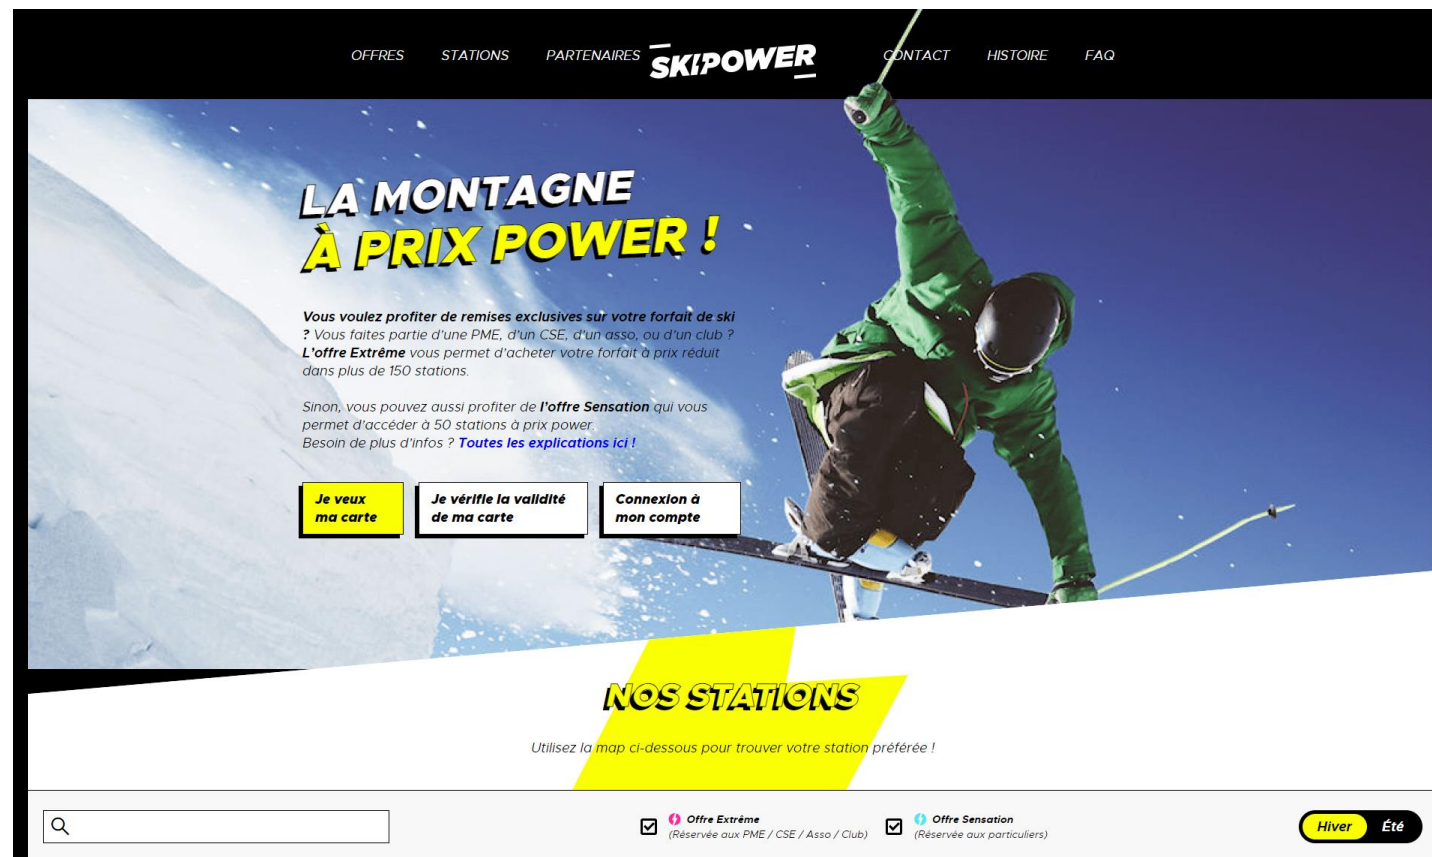 OFFRES STATIONS PARTENAIRES SKIPOWER CONTACT HISTOIRE FAQ
LA MONTAGNE
À PRIX POWER !
Vous voulez profiter de remises exclusives sur votre forfait de ski
? Vous faites partie d'une PME, d'un CSE, d'un asso, ou d'un club ?
L'offre Extrême vous permet d'acheter votre forfait à prix réduit
dans plus de 150 stations.
Sinon, vous pouvez aussi profiter de l'offre Sensation qui vous
permet d'accéder à 50 stations à prix power.
Besoin de plus d'infos ? Toutes les explications ici !
Je veux
ma carte
Je vérifie la validité
de ma carte
Connexion à
mon compte
NOS STATIONS
Utilisez la map ci-dessous pour trouver votre station préférée !
Offre Extrême
(Réservée aux PME / CSE / Asso / Club)
Offre Sensation
(Réservée aux particuliers)
Hiver Été